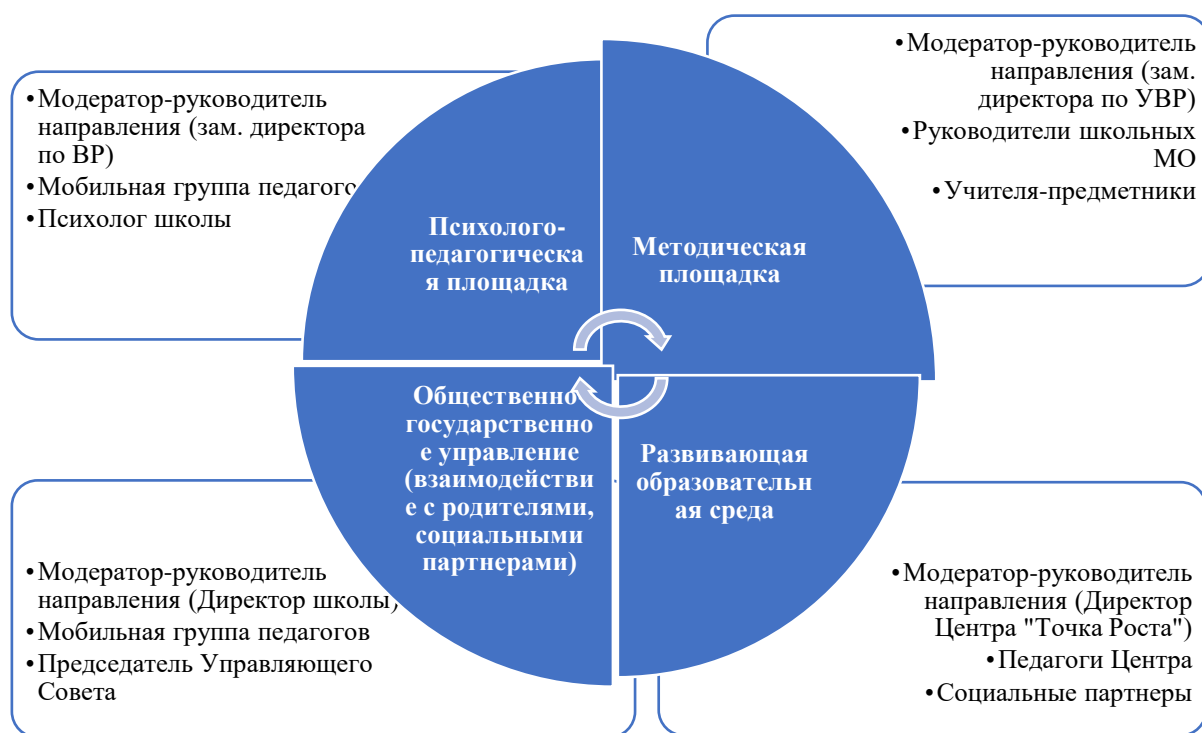 •Модератор-руководитель
направления (зам. директора
по ВР)
•Мобильная группа педагого
•Психолог школы
•Модератор-руководитель
направления (зам.
директора по УВР)
•Руководители школьных
МО
•Учителя-предметники
Психолого-
педагогическа
я площадка
Методическая
площадка
Общественно-
государственно
е управление
(взаимодействи
е с родителями,
социальными
партнерами)
Развивающая
образовательн
ая среда
•Модератор-руководитель
направления (Директор школы)
•Мобильная группа педагогов
•Председатель Управляющего
Совета
•Модератор-руководитель
направления (Директор
Центра "Точка Роста")
•Педагоги Центра
•Социальные партнеры